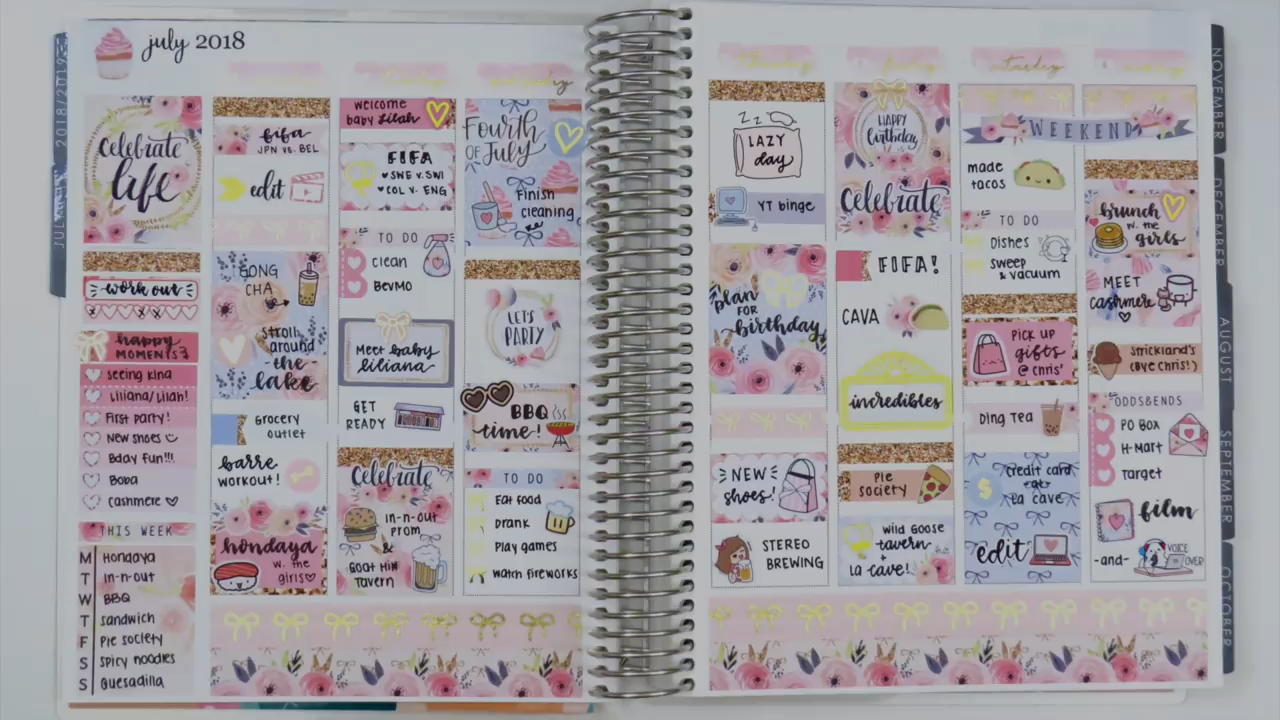 july 2018
celebrate
life
work out
happy
MOMENTS
seeing kina
Liliana/Lilah!
First party!
New shoes
Bday fun!!!
Boba
cashmere
THIS WEEK
M Hondaya
T in-n-out
W BBQ
T sandwich
F Pie society
S Spicy noodles
S Quesadilla
fifa
JPN vs. BEL
edit
GONG
CHA
stroll
around
the
lake
Grocery
outlet
barre
workout!
hondaya
w. the
girls
welcome
baby lilah
FIFA
SWE v. SWI
COL v. ENG
TO DO
clean
BevMo
Meet baby
liliana
GET
READY
Celebrate
in-n-out
prom
&
Goat Hill
Tavern
Fourth
OF July
Finish
cleaning
LET'S
PARTY
BBQ
time!
TO DO
Eat food
Drank
Play games
watch fireworks
thursday
Z Z Z
LAZY
day
YT binge
plan
FOR
birthday
NEW
shoes!
STEREO
BREWING
friday
HAPPY
birthday
Celebrate
FIFA!
CAVA
incredibles
Pie
society
wild Goose
tavern
+
La cave!
saturday
WEEKEND
made
tacos
TO DO
Dishes
Sweep
& vacuum
PICK UP
gifts
@ chris'
Ding Tea
credit card
eat
La cave
edit
brunch
w. the
girls
MEET
cashmere
Strickland's
(Bye Chris!)
ODDS&ENDS
PO Box
H-Mart
Target
film
-and-
VOICE
OVER
2018/2019
NOVEMBER
DECEMBER
AUGUST
SEPTEMBER
OCTOBER